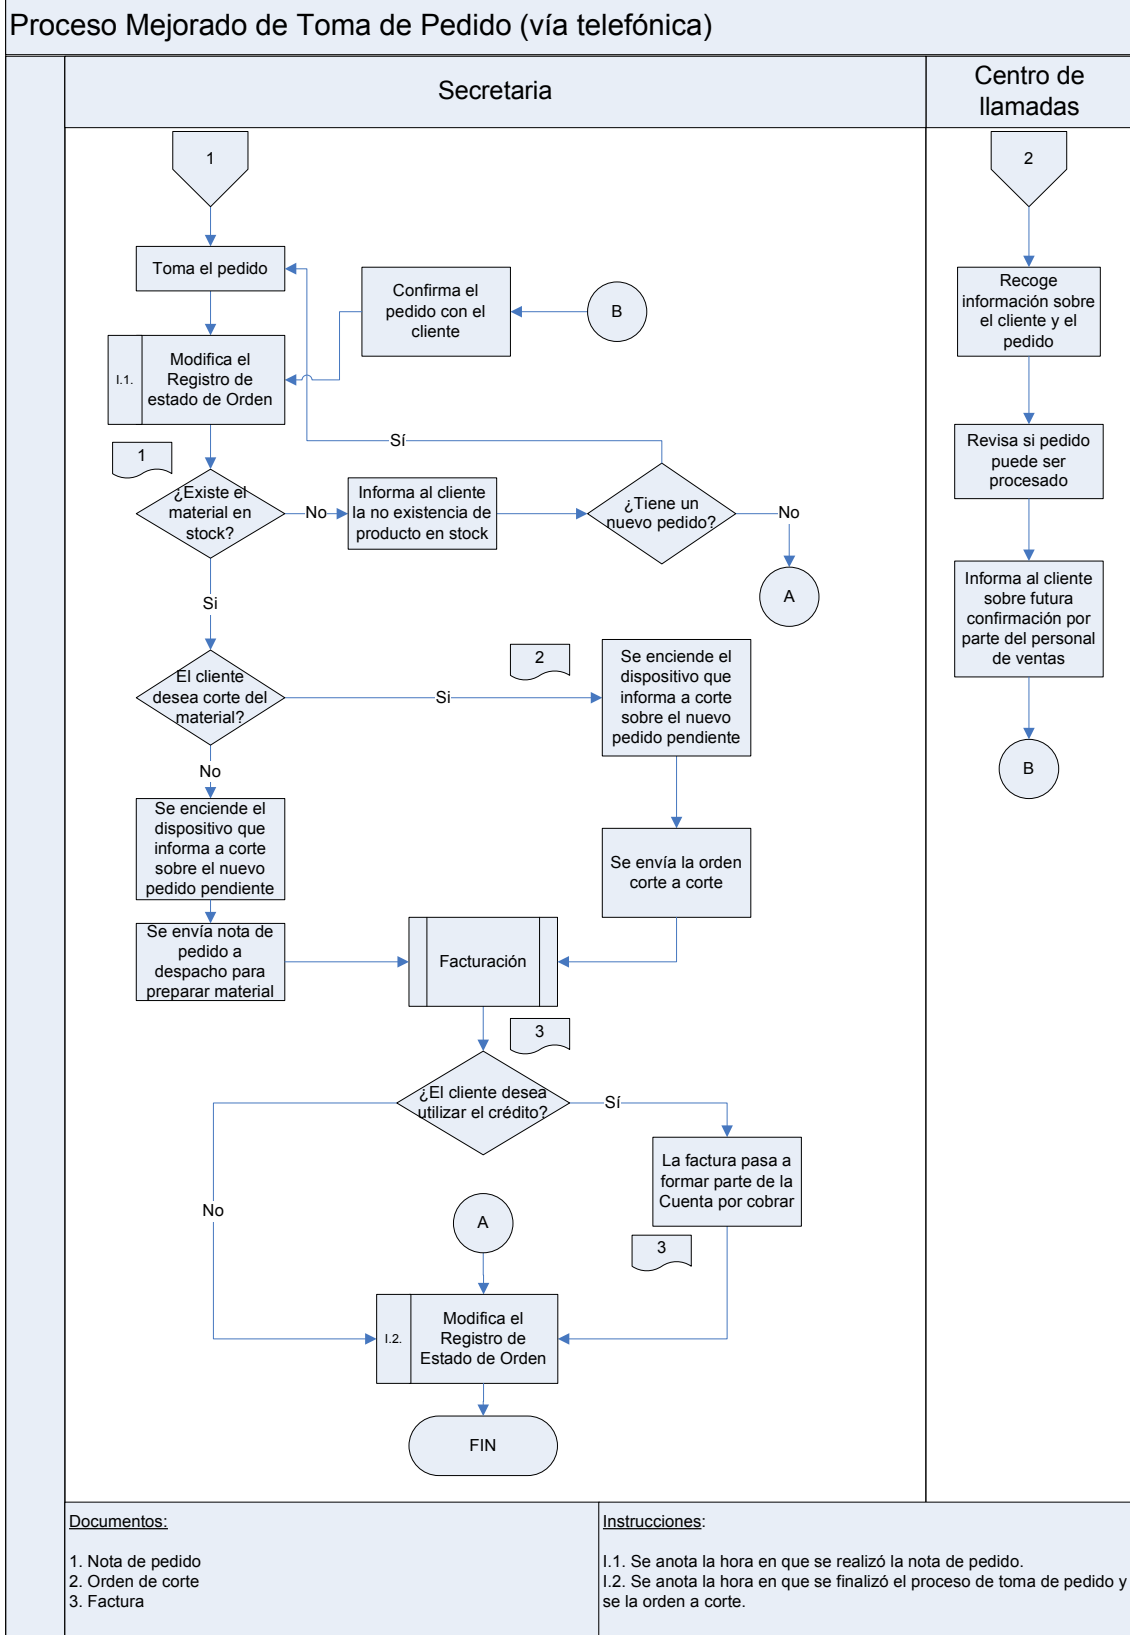 Proceso Mejorado de Toma de Pedido (vía telefónica)
Secretaria
Centro de
llamadas
1
2
Toma el pedido
Confirma el
pedido con el
cliente
B
Recoge
información sobre
el cliente y el
pedido
I.1.
Modifica el
Registro de
estado de Orden
Sí
1
Revisa si pedido
puede ser
procesado
¿Existe el
material en
stock?
No
Informa al cliente
la no existencia de
producto en stock
¿Tiene un
nuevo pedido?
No
A
Informa al cliente
sobre futura
confirmación por
parte del personal
de ventas
Si
2
El cliente
desea corte del
material?
Si
Se enciende el
dispositivo que
informa a corte
sobre el nuevo
pedido pendiente
B
No
Se enciende el
dispositivo que
informa a corte
sobre el nuevo
pedido pendiente
Se envía la orden
corte a corte
Se envía nota de
pedido a
despacho para
preparar material
Facturación
3
¿El cliente desea
utilizar el crédito?
Sí
La factura pasa a
formar parte de la
Cuenta por cobrar
No
A
3
I.2.
Modifica el
Registro de
Estado de Orden
FIN
Documentos:
1. Nota de pedido
2. Orden de corte
3. Factura
Instrucciones:
I.1. Se anota la hora en que se realizó la nota de pedido.
I.2. Se anota la hora en que se finalizó el proceso de toma de pedido y
se la orden a corte.